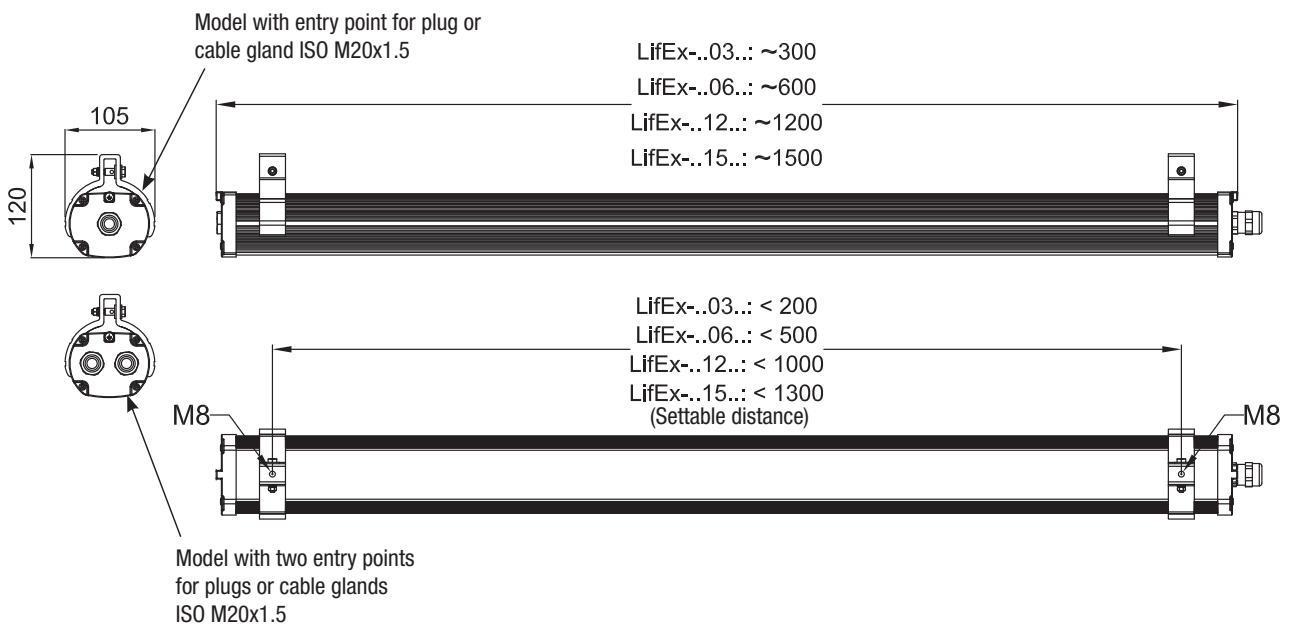 Model with entry point for plug or
cable gland ISO M20x1.5
LifEx-..03..: ~300
LifEx-..06..: ~600
LifEx-..12..: ~1200
LifEx-..15..: ~1500
105
120
LifEx-..03..: < 200
LifEx-..06..: < 500
LifEx-..12..: < 1000
LifEx-..15..: < 1300
(Settable distance)
M8
M8
Model with two entry points
for plugs or cable glands
ISO M20x1.5